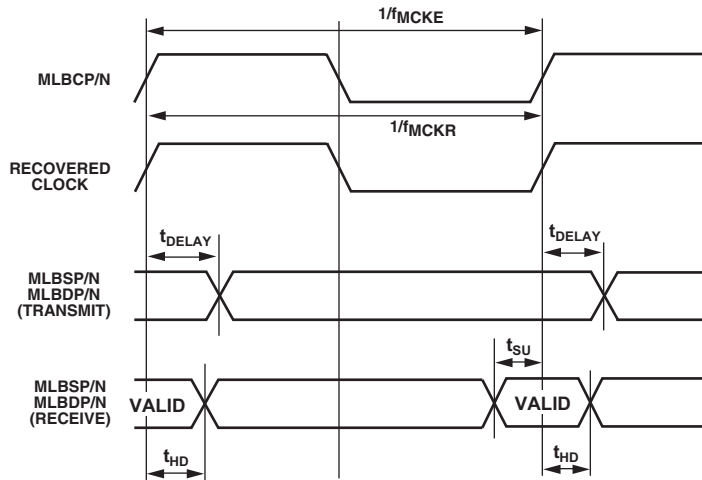 1/fMCKE
MLBCP/N
1/fMCKR
RECOVERED
CLOCK
tDELAY
tDELAY
MLBSP/N
MLBDP/N
(TRANSMIT)
tSU
MLBSP/N
MLBDP/N
(RECEIVE)
VALID
VALID
tHD
tHD